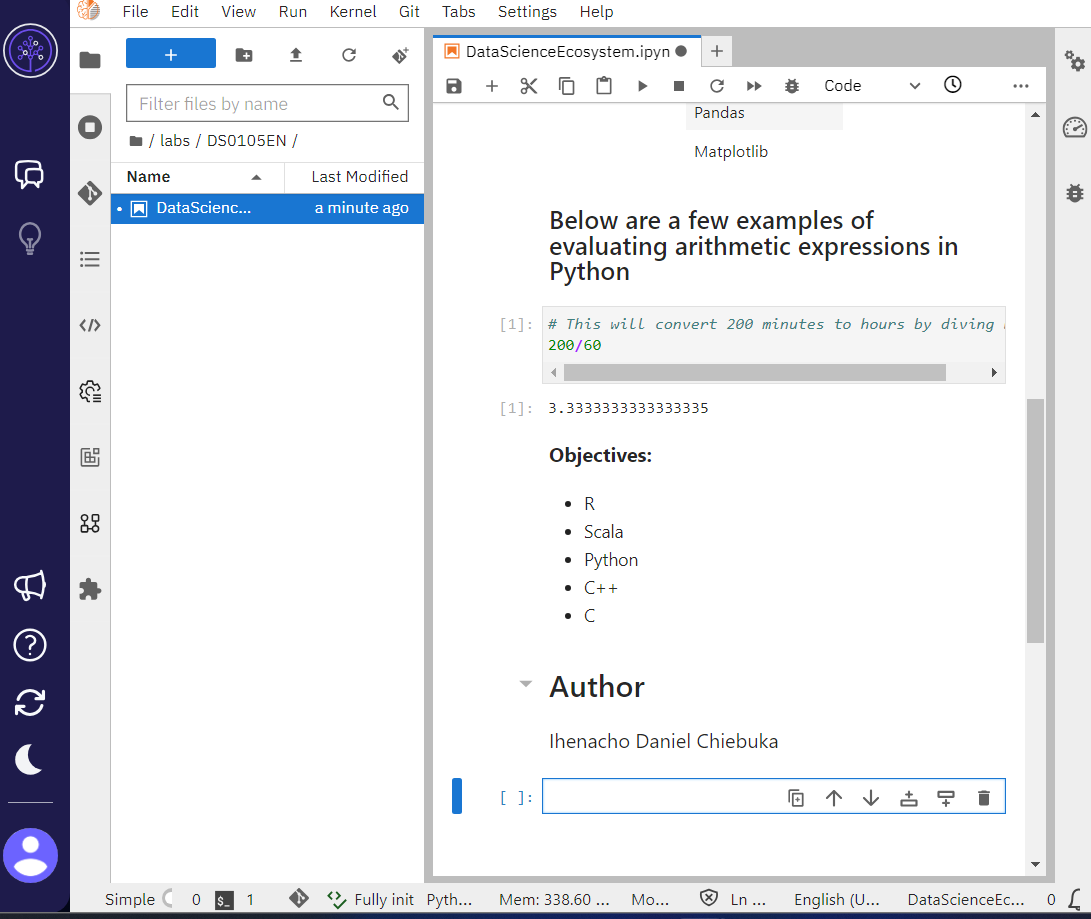 File Edit View Run Kernel Git Tabs Settings Help
+
Filter files by name
/ labs / DS0105EN /
Name Last Modified
DataScienc... a minute ago
DataScienceEcosystem.ipyn
Code
Pandas
Matplotlib
Below are a few examples of
evaluating arithmetic expressions in
Python
[1]: # This will convert 200 minutes to hours by diving
200/60
[1]: 3.3333333333333335
Objectives:
• R
• Scala
• Python
• C++
• C
Author
Ihenacho Daniel Chiebuka
[ ]:
Simple 0 $_ 1 Fully init Pyth... Mem: 338.60 ... Mo... Ln ... English (U... DataScienceEc... 0